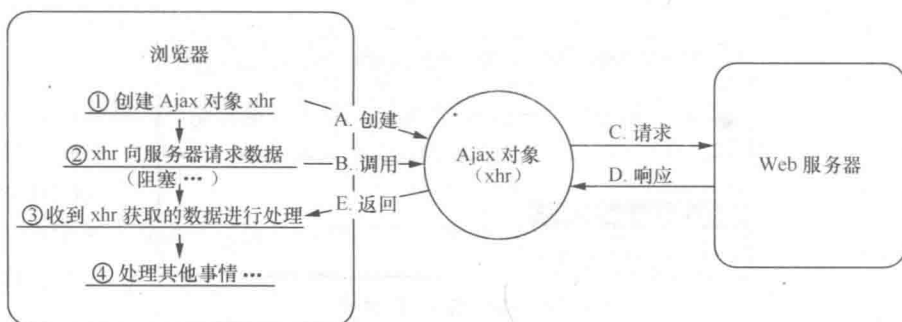 浏览器
① 创建 Ajax 对象 xhr
② xhr 向服务器请求数据
（阻塞 …）
③ 收到 xhr 获取的数据进行处理
④ 处理其他事情 …
A. 创建
B. 调用
E. 返回
Ajax 对象
（xhr）
C. 请求
D. 响应
Web 服务器